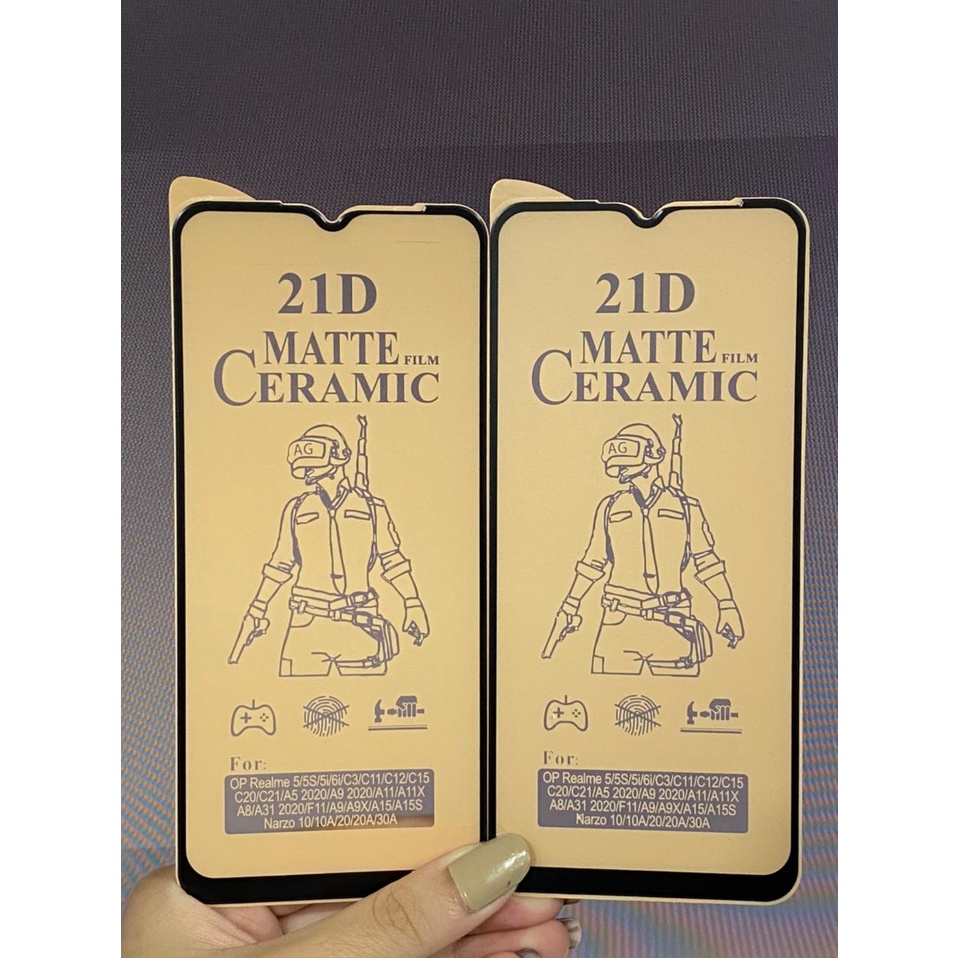 21D
MATTE FILM
CERAMIC
AG
For:
OP Realme 5/5S/5i/6i/C3/C11/C12/C15
C20/C21/A5 2020/A9 2020/A11/A11X
A8/A31 2020/F11/A9/A9X/A15/A15S
Narzo 10/10A/20/20A/30A
21D
MATTE FILM
CERAMIC
AG
For:
OP Realme 5/5S/5i/6i/C3/C11/C12/C15
C20/C21/A5 2020/A9 2020/A11/A11X
A8/A31 2020/F11/A9/A9X/A15/A15S
Narzo 10/10A/20/20A/30A